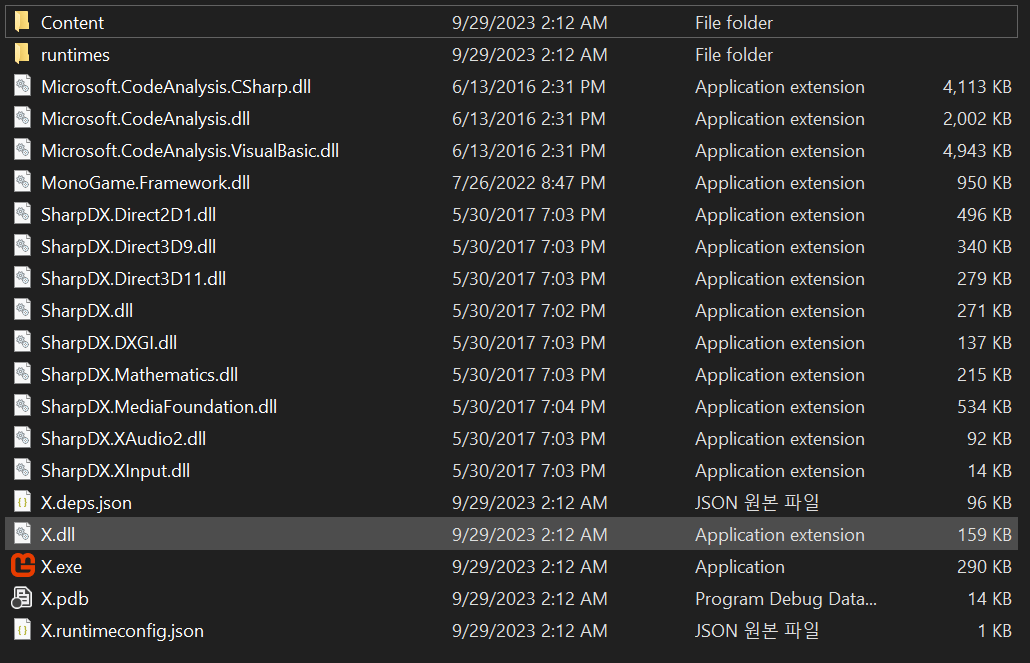 Content 9/29/2023 2:12 AM File folder
runtimes 9/29/2023 2:12 AM File folder
Microsoft.CodeAnalysis.CSharp.dll 6/13/2016 2:31 PM Application extension 4,113 KB
Microsoft.CodeAnalysis.dll 6/13/2016 2:31 PM Application extension 2,002 KB
Microsoft.CodeAnalysis.VisualBasic.dll 6/13/2016 2:31 PM Application extension 4,943 KB
MonoGame.Framework.dll 7/26/2022 8:47 PM Application extension 950 KB
SharpDX.Direct2D1.dll 5/30/2017 7:03 PM Application extension 496 KB
SharpDX.Direct3D9.dll 5/30/2017 7:03 PM Application extension 340 KB
SharpDX.Direct3D11.dll 5/30/2017 7:03 PM Application extension 279 KB
SharpDX.dll 5/30/2017 7:02 PM Application extension 271 KB
SharpDX.DXGI.dll 5/30/2017 7:03 PM Application extension 137 KB
SharpDX.Mathematics.dll 5/30/2017 7:03 PM Application extension 215 KB
SharpDX.MediaFoundation.dll 5/30/2017 7:04 PM Application extension 534 KB
SharpDX.XAudio2.dll 5/30/2017 7:03 PM Application extension 92 KB
SharpDX.XInput.dll 5/30/2017 7:03 PM Application extension 14 KB
X.deps.json 9/29/2023 2:12 AM JSON 원본 파일 96 KB
X.dll 9/29/2023 2:12 AM Application extension 159 KB
X.exe 9/29/2023 2:12 AM Application 290 KB
X.pdb 9/29/2023 2:12 AM Program Debug Data... 14 KB
X.runtimeconfig.json 9/29/2023 2:12 AM JSON 원본 파일 1 KB